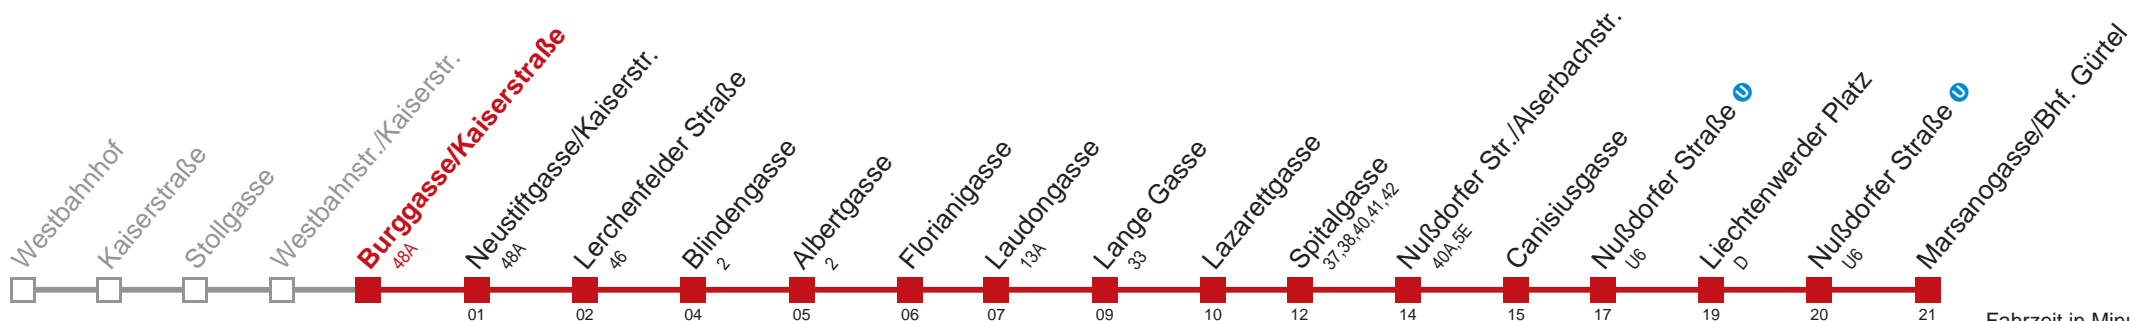 Westbahnhof
Kaiserstraße
Stollgasse
Westbahnstr./Kaiserstr.
Burggasse/Kaiserstraße
48A
Neustiftgasse/Kaiserstr.
48A
Lerchenfelder Straße
46
Blindengasse
2
Albertgasse
2
Florianigasse
Laudongasse
13A
Lange Gasse
33
Lazarettgasse
Spitalgasse
37,38,40,41,42
Nußdorfer Str./Alserbachstr.
40A,5E
Canisiusgasse
Nußdorfer Straße U
U6
Liechtenwerder Platz
D
Nußdorfer Straße U
U6
Marsanogasse/Bhf. Gürtel
01 02 04 05 06 07 09 10 12 14 15 17 19 20 21
Fahrzeit in